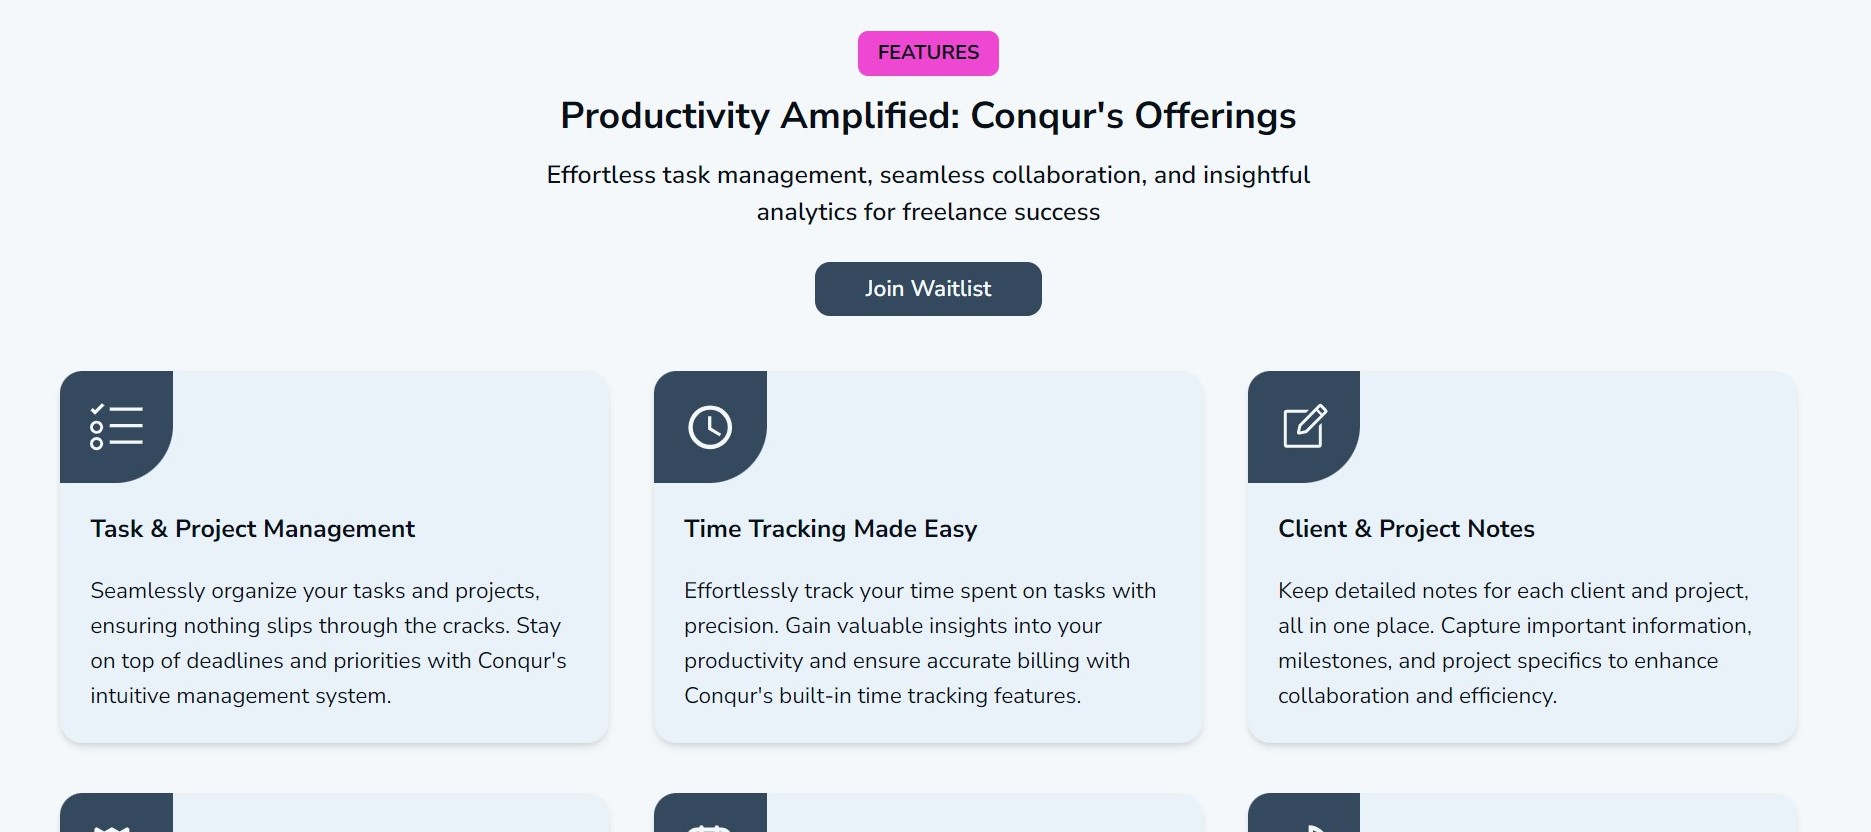 FEATURES
Productivity Amplified: Conqur's Offerings
Effortless task management, seamless collaboration, and insightful
analytics for freelance success
Join Waitlist
Task & Project Management
Seamlessly organize your tasks and projects,
ensuring nothing slips through the cracks. Stay
on top of deadlines and priorities with Conqur's
intuitive management system.
Time Tracking Made Easy
Effortlessly track your time spent on tasks with
precision. Gain valuable insights into your
productivity and ensure accurate billing with
Conqur's built-in time tracking features.
Client & Project Notes
Keep detailed notes for each client and project,
all in one place. Capture important information,
milestones, and project specifics to enhance
collaboration and efficiency.